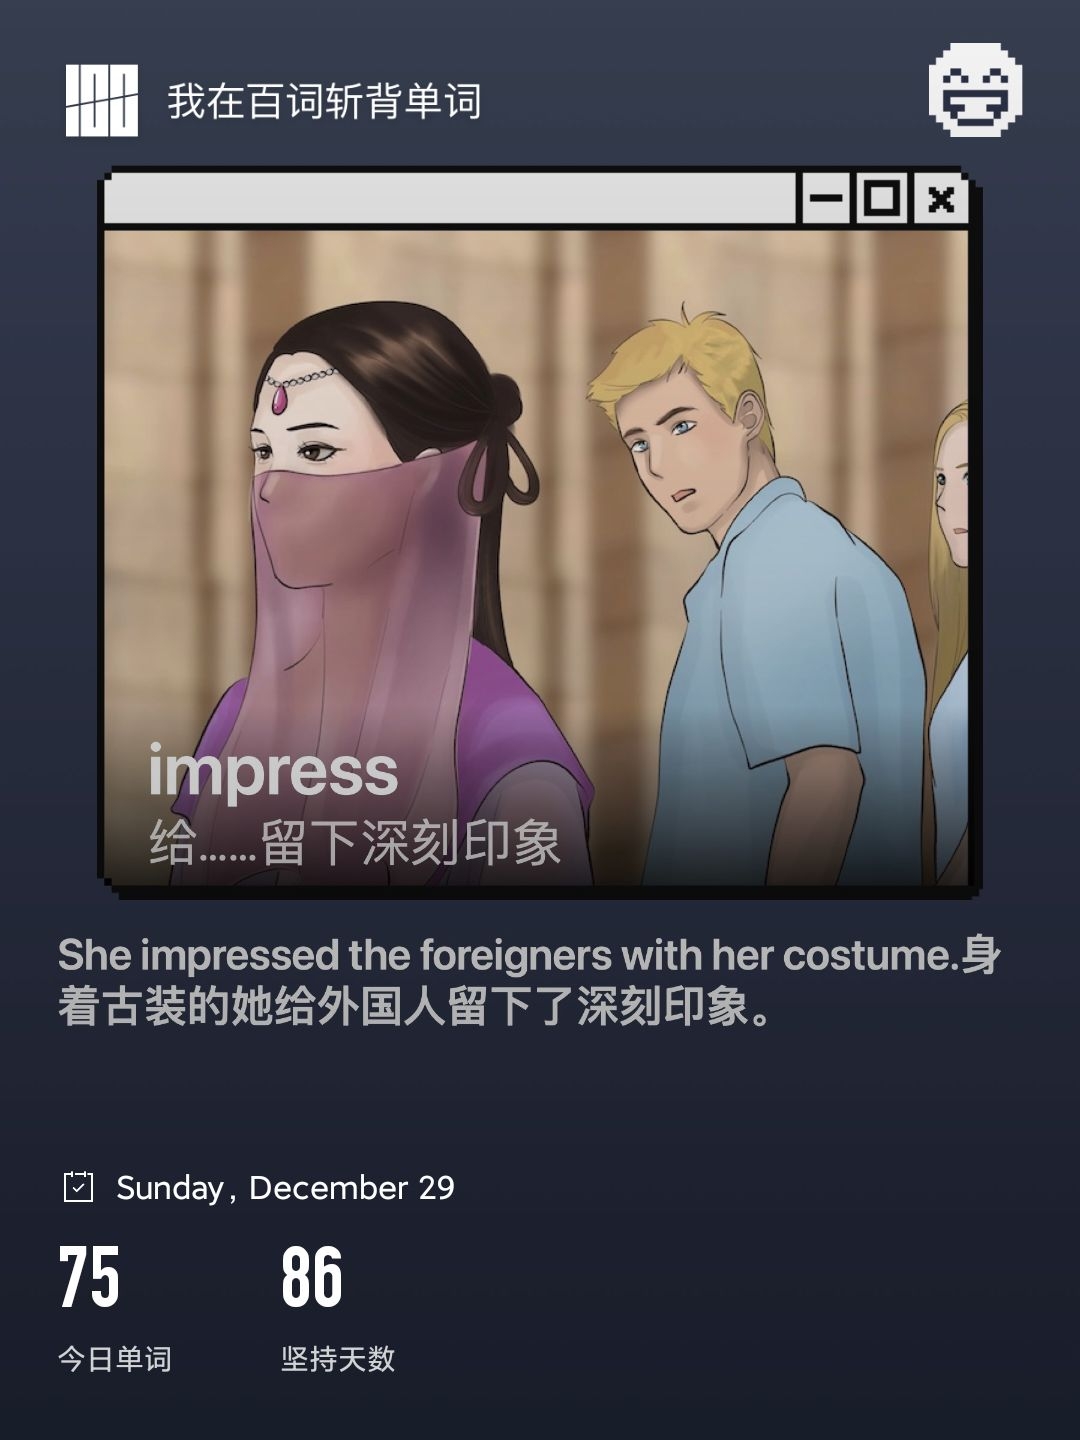 100
我在百词斩背单词
impress
给……留下深刻印象
She impressed the foreigners with her costume.身
着古装的她给外国人留下了深刻印象。
Sunday, December 29
75
86
今日单词
坚持天数